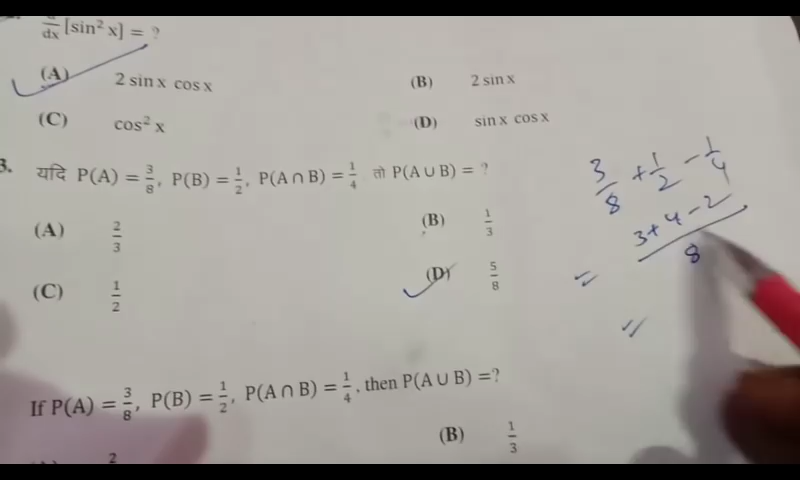 d/dx [sin² x] = ?
(A) 2 sin x cos x (B) 2 sin x
(C) cos² x (D) sin x cos x
3. यदि P(A) = 3/8, P(B) = 1/2, P(A ∩ B) = 1/4 तो P(A ∪ B) = ?
(A) 2/3 (B) 1/3
(C) 1/2 (D) 5/8
3/8 + 1/2 - 1/4
= 3+4-2/8
=
If P(A) = 3/8, P(B) = 1/2, P(A ∩ B) = 1/4, then P(A ∪ B) =?
(B) 1/3
2